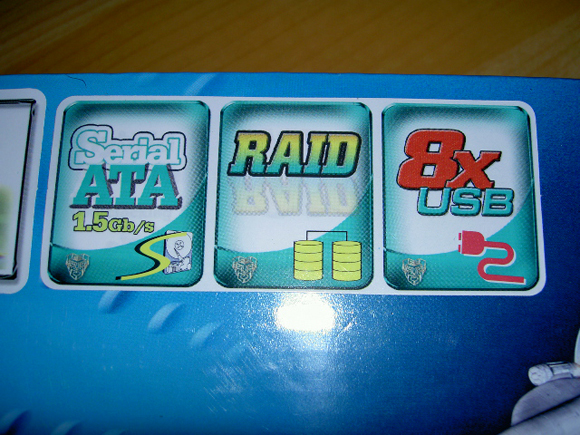 Serial
ATA
1.5Gb/s
RAID
8x
USB